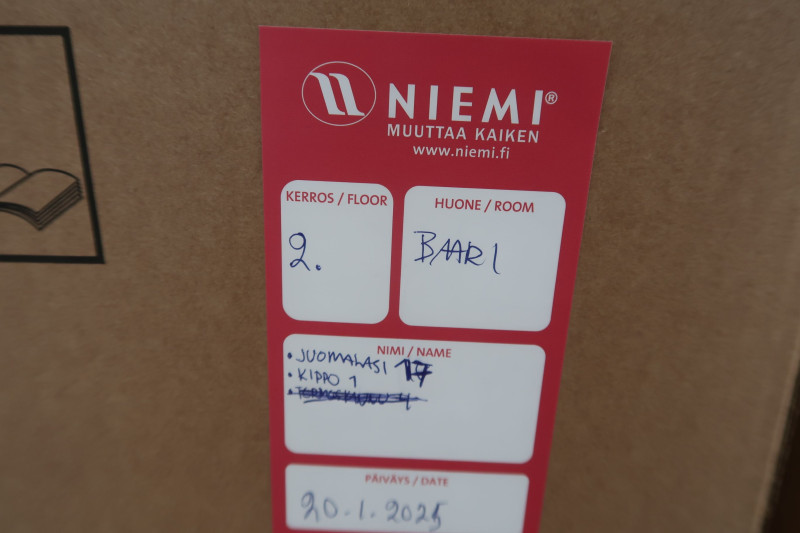 NIEMI®
MUUTTAA KAIKEN
www.niemi.fi
KERROS / FLOOR
2.
HUONE / ROOM
BAARI
NIMI / NAME
• JUOMALASI 17
• KIPPO 1
PÄIVÄYS / DATE
20.1.2025